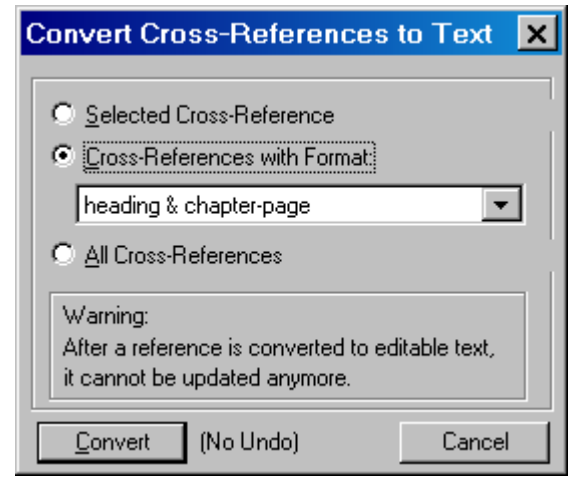 Convert Cross-References to Text
Selected Cross-Reference
Cross-References with Format:
heading & chapter-page
All Cross-References
Warning:
After a reference is converted to editable text,
it cannot be updated anymore.
Convert (No Undo) Cancel